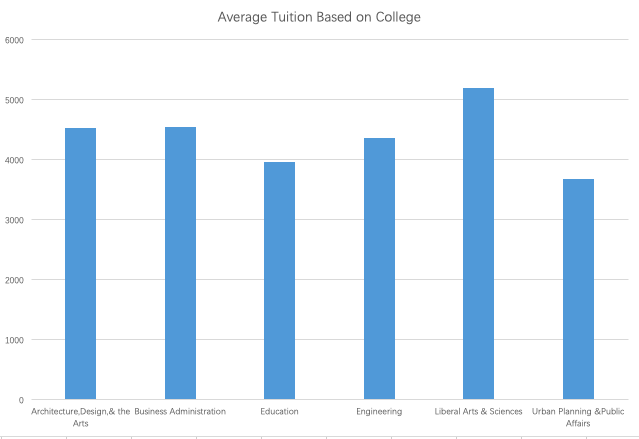 Average Tuition Based on College
6000
5000
4000
3000
2000
1000
0
Architecture,Design,& the Arts
Business Administration
Education
Engineering
Liberal Arts & Sciences
Urban Planning &Public Affairs